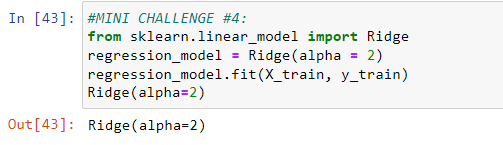 In [43]: #MINI CHALLENGE #4:
from sklearn.linear_model import Ridge
regression_model = Ridge(alpha = 2)
regression_model.fit(X_train, y_train)
Ridge(alpha=2)
Out[43]: Ridge(alpha=2)